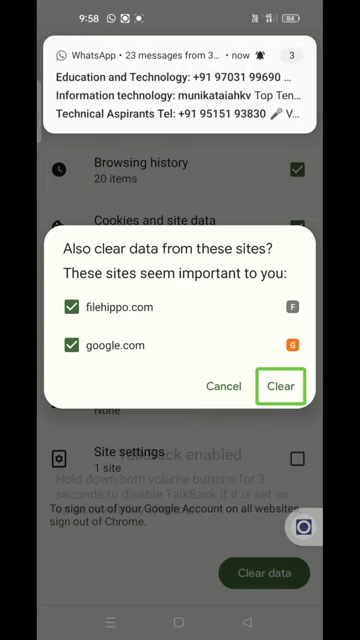 9:58
84
WhatsApp • 23 messages from 3... • now
3
Education and Technology: +91 97031 99690 ...
Information technology: munikataiahkv Top Ten...
Technical Aspirants Tel: +91 95151 93830 🎤 V...
Browsing history
20 items
Cookies and site data
Also clear data from these sites?
These sites seem important to you:
filehippo.com
F
google.com
G
Cancel
Clear
None
Site settings
1 site
TalkBack enabled
Hold down both volume buttons for 3
seconds to disable TalkBack if it is set as
To sign out of your Google Account on all websites,
sign out of Chrome.
Clear data